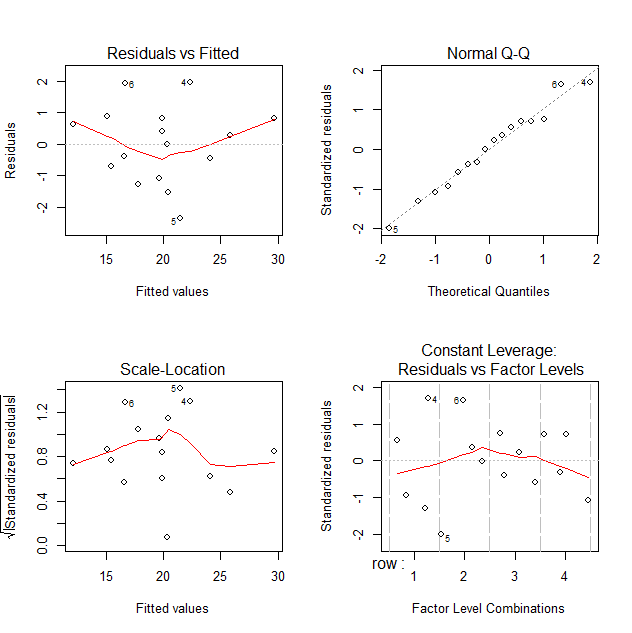 Residuals vs Fitted
Residuals
-2 -1 0 1 2
6
4
5
15 20 25 30
Fitted values
Normal Q-Q
Standardized residuals
-2 -1 0 1 2
6
4
5
-2 -1 0 1 2
Theoretical Quantiles
Scale-Location
√|Standardized residuals|
0.0 0.4 0.8 1.2
5
6
4
15 20 25 30
Fitted values
Constant Leverage:
Residuals vs Factor Levels
Standardized residuals
-2 -1 0 1 2
4
6
5
row :
1 2 3 4
Factor Level Combinations